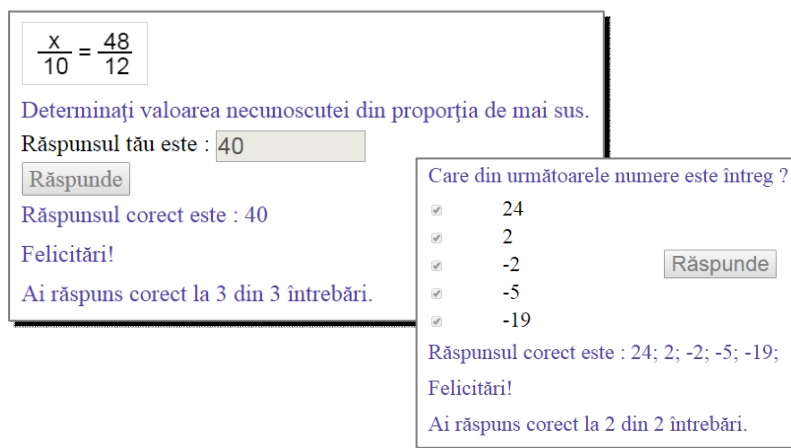 x/10 = 48/12
Determinaţi valoarea necunoscutei din proporţia de mai sus.
Răspunsul tău este : 40
Răspunde
Răspunsul corect este : 40
Felicitări!
Ai răspuns corect la 3 din 3 întrebări.
Care din următoarele numere este întreg ?
24
2
-2
Răspunde
-5
-19
Răspunsul corect este : 24; 2; -2; -5; -19;
Felicitări!
Ai răspuns corect la 2 din 2 întrebări.